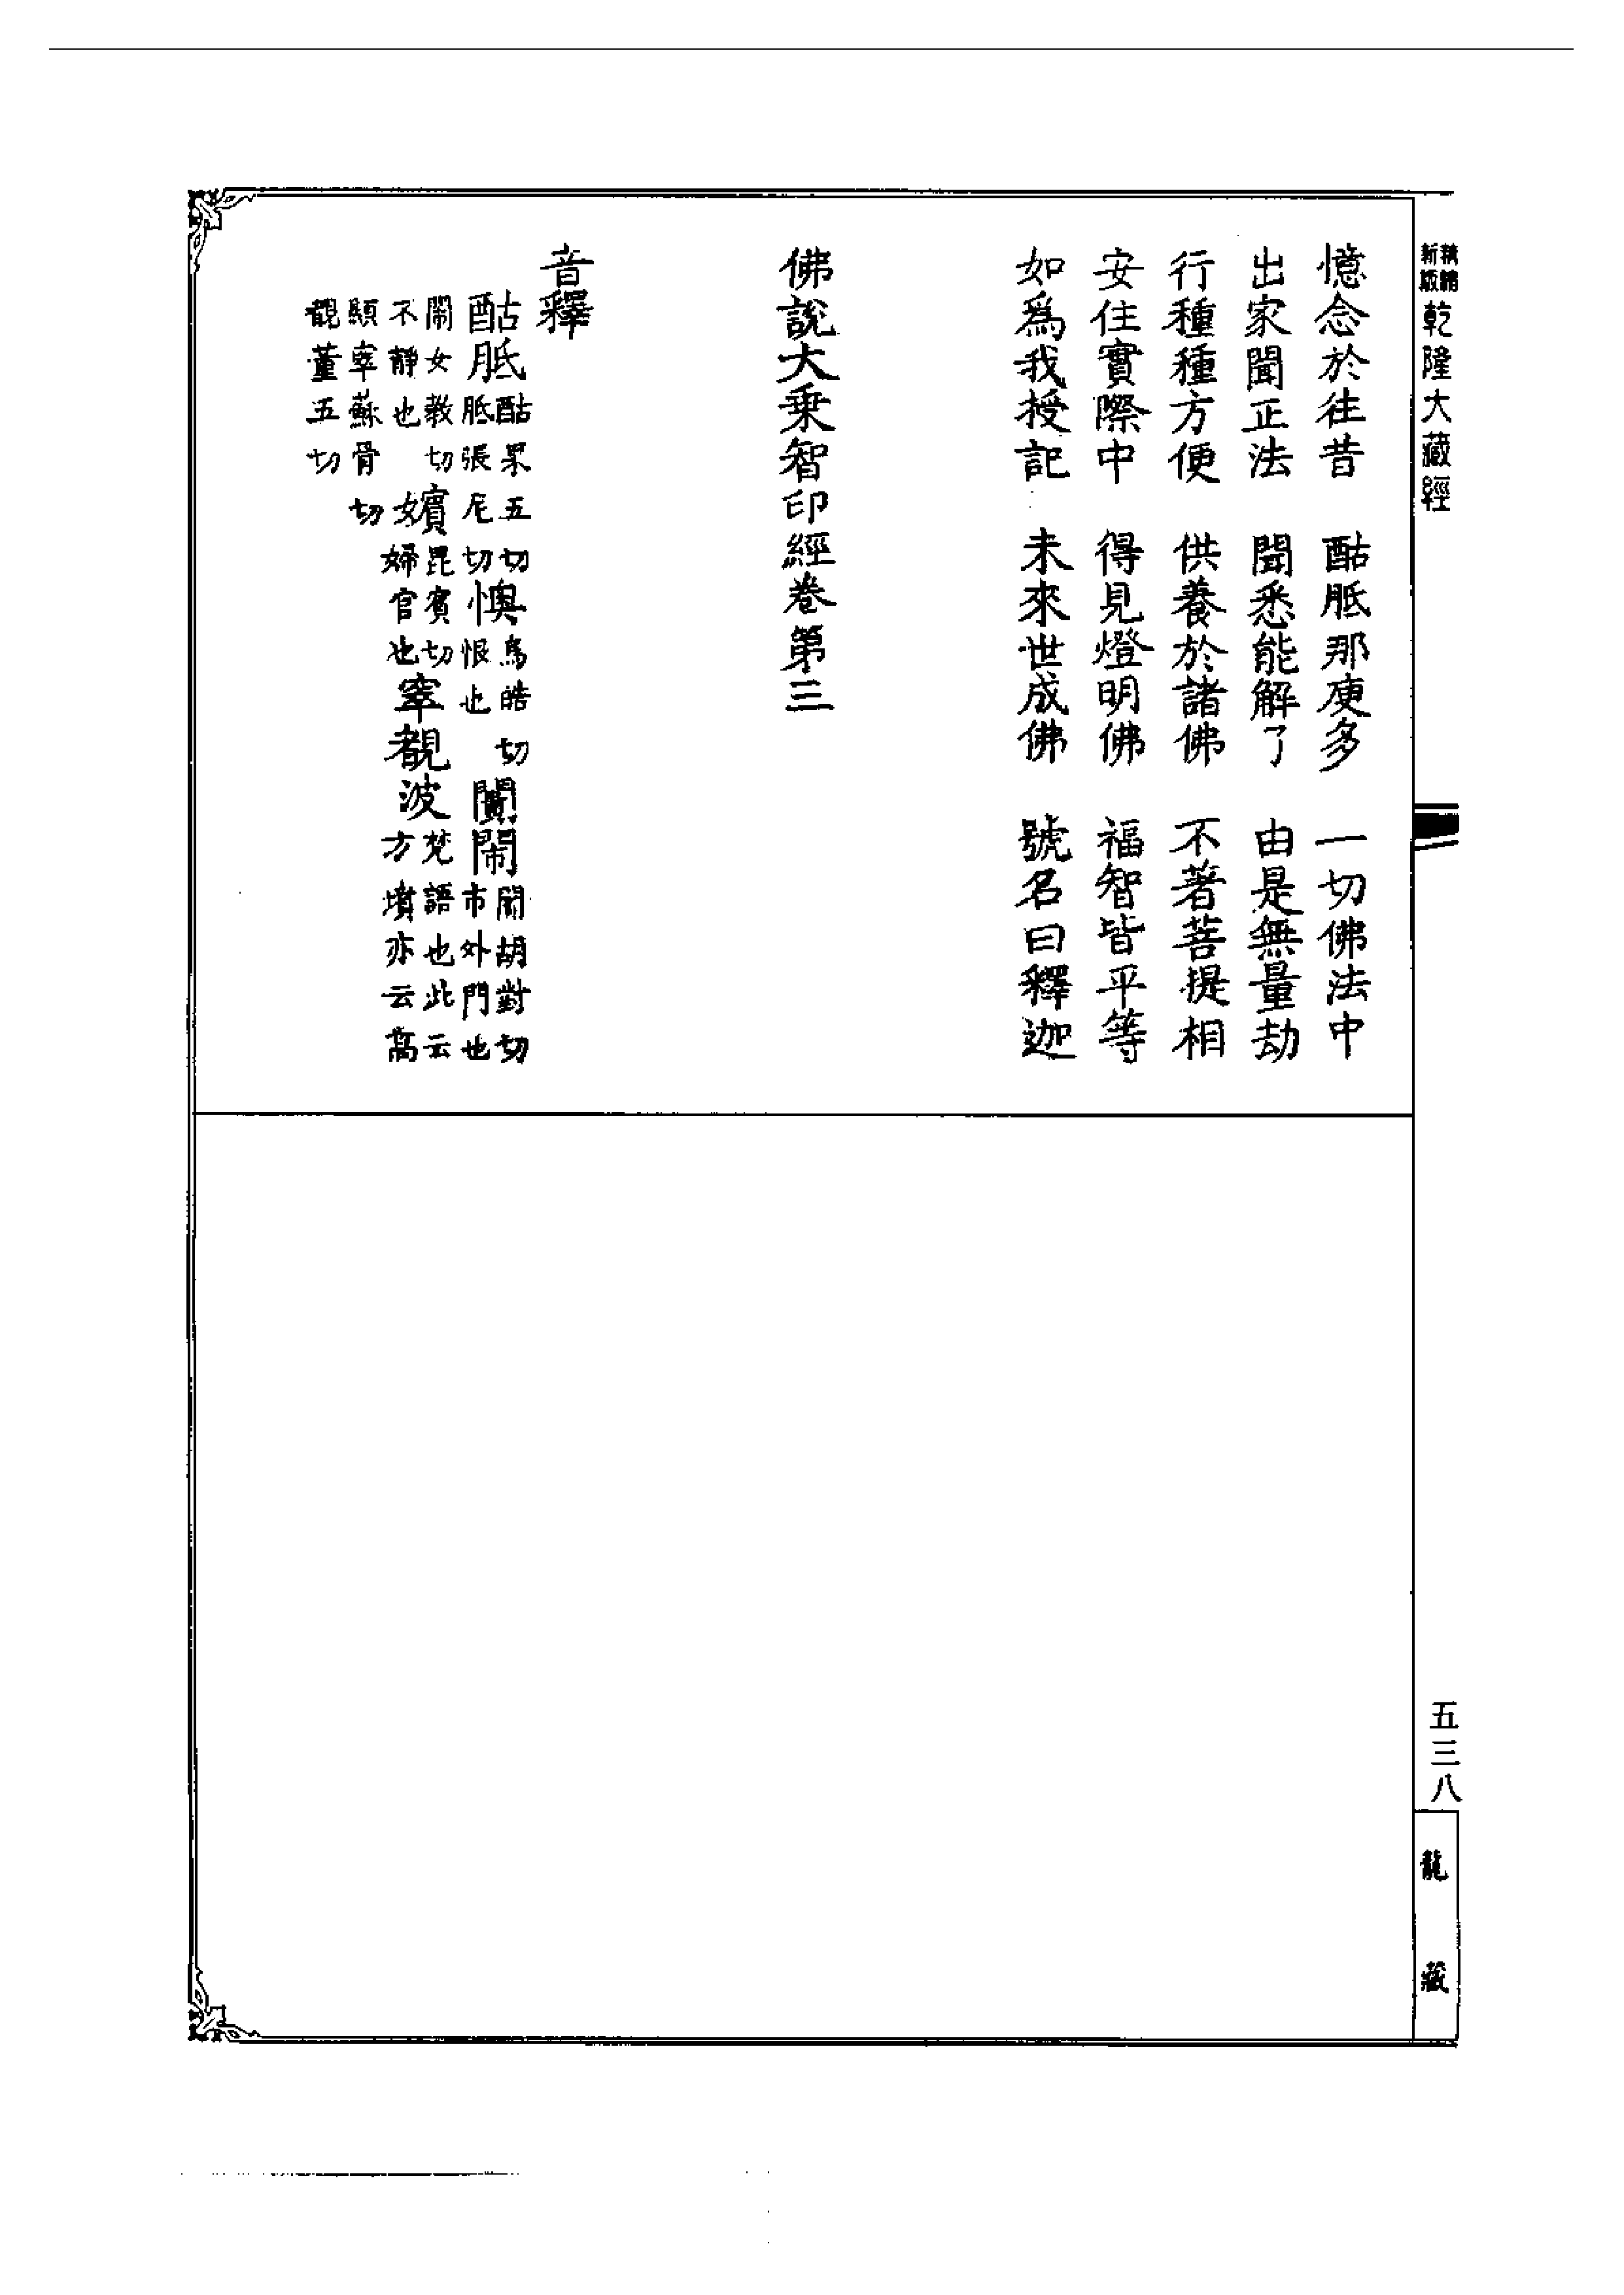 新版 精縮 乾隆大藏經
憶念於往昔 酤胝那庾多 一切佛法中
出家聞正法 聞悉能解了 由是無量劫
行種種方便 供養於諸佛 不著菩提相
安住實際中 得見燈明佛 福智皆平等
如爲我授記 未來世成佛 號名曰釋迦
佛說大乗智印經卷第三
音釋
酤胝 酤果五切 胝張尼切 懊 烏皓切 恨也 闠閙 闠胡對切 市外門也
閙女教切 不靜也 嬪 毘賓切 女婦官也 窣覩波 梵語也此云 方墳亦云高
顯窣蘇骨切
覩董五切
五三八
龍藏